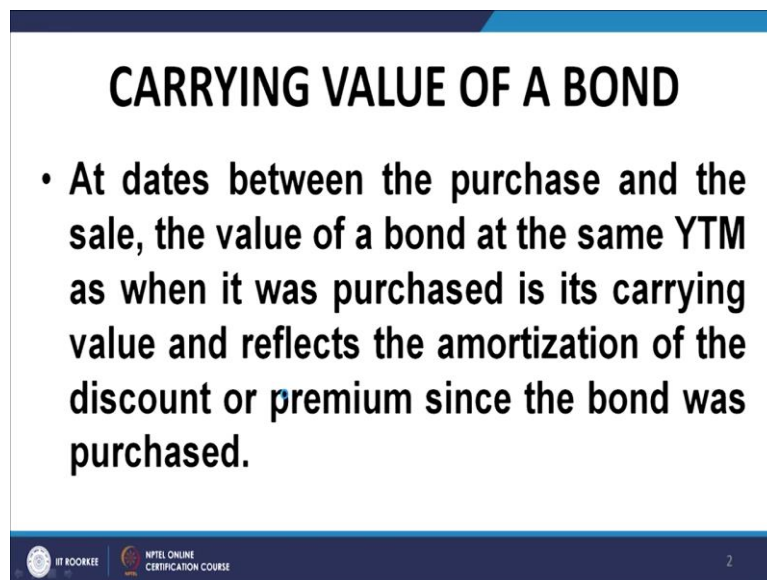 CARRYING VALUE OF A BOND
• At dates between the purchase and the
sale, the value of a bond at the same YTM
as when it was purchased is its carrying
value and reflects the amortization of the
discount or premium since the bond was
purchased.
IIT ROORKEE
NPTEL ONLINE
CERTIFICATION COURSE
2